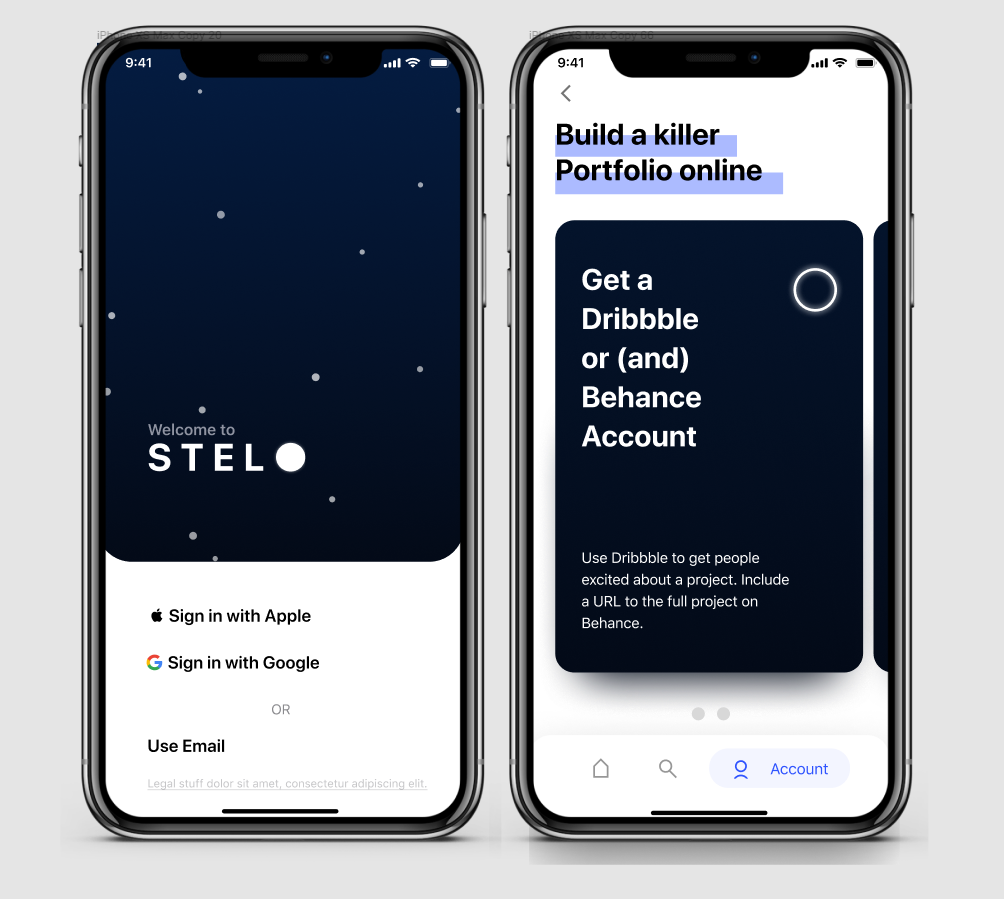 iPhone XS Max Copy 20
9:41
Welcome to
STELO
Sign in with Apple
Sign in with Google
OR
Use Email
Legal stuff dolor sit amet, consectetur adipiscing elit.
iPhone XS Max Copy 66
9:41
Build a killer
Portfolio online
Get a
Dribbble
or (and)
Behance
Account
Use Dribbble to get people
excited about a project. Include
a URL to the full project on
Behance.
Account